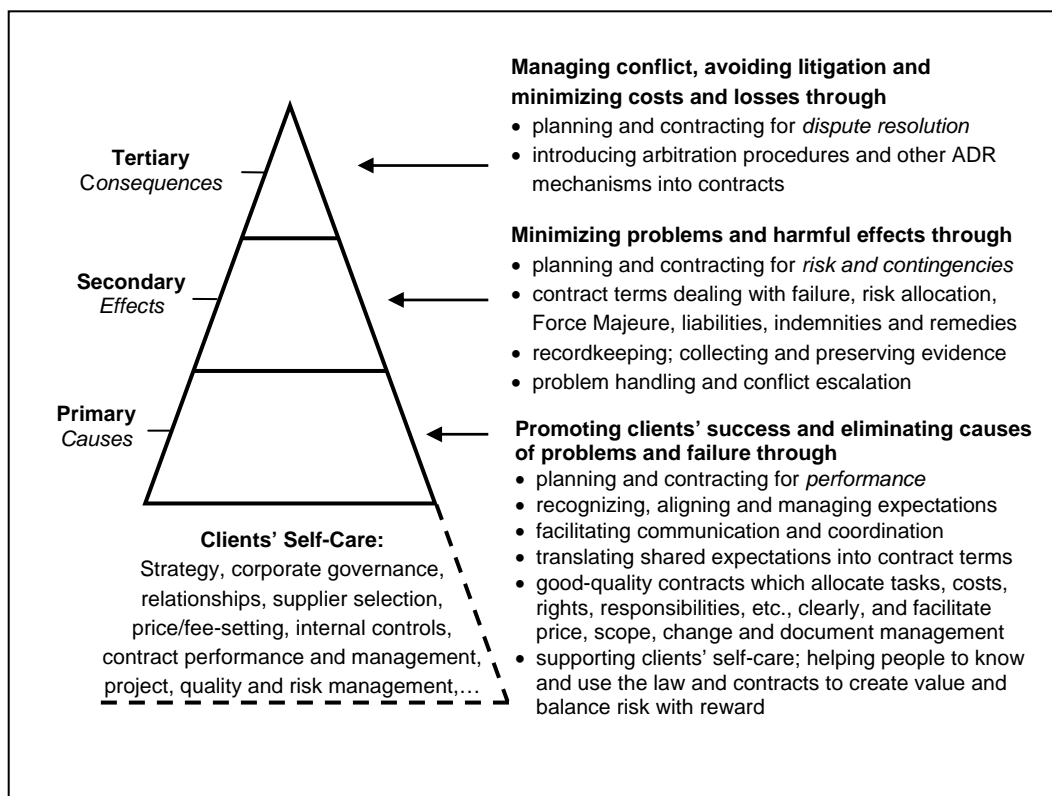 Managing conflict, avoiding litigation and
minimizing costs and losses through
• planning and contracting for dispute resolution
• introducing arbitration procedures and other ADR
mechanisms into contracts
Tertiary
Consequences
Minimizing problems and harmful effects through
• planning and contracting for risk and contingencies
• contract terms dealing with failure, risk allocation,
Force Majeure, liabilities, indemnities and remedies
• recordkeeping; collecting and preserving evidence
• problem handling and conflict escalation
Secondary
Effects
Primary
Causes
Promoting clients’ success and eliminating causes
of problems and failure through
• planning and contracting for performance
• recognizing, aligning and managing expectations
• facilitating communication and coordination
• translating shared expectations into contract terms
• good-quality contracts which allocate tasks, costs,
rights, responsibilities, etc., clearly, and facilitate
price, scope, change and document management
• supporting clients’ self-care; helping people to know
and use the law and contracts to create value and
balance risk with reward
Clients’ Self-Care:
Strategy, corporate governance,
relationships, supplier selection,
price/fee-setting, internal controls,
contract performance and management,
project, quality and risk management,…